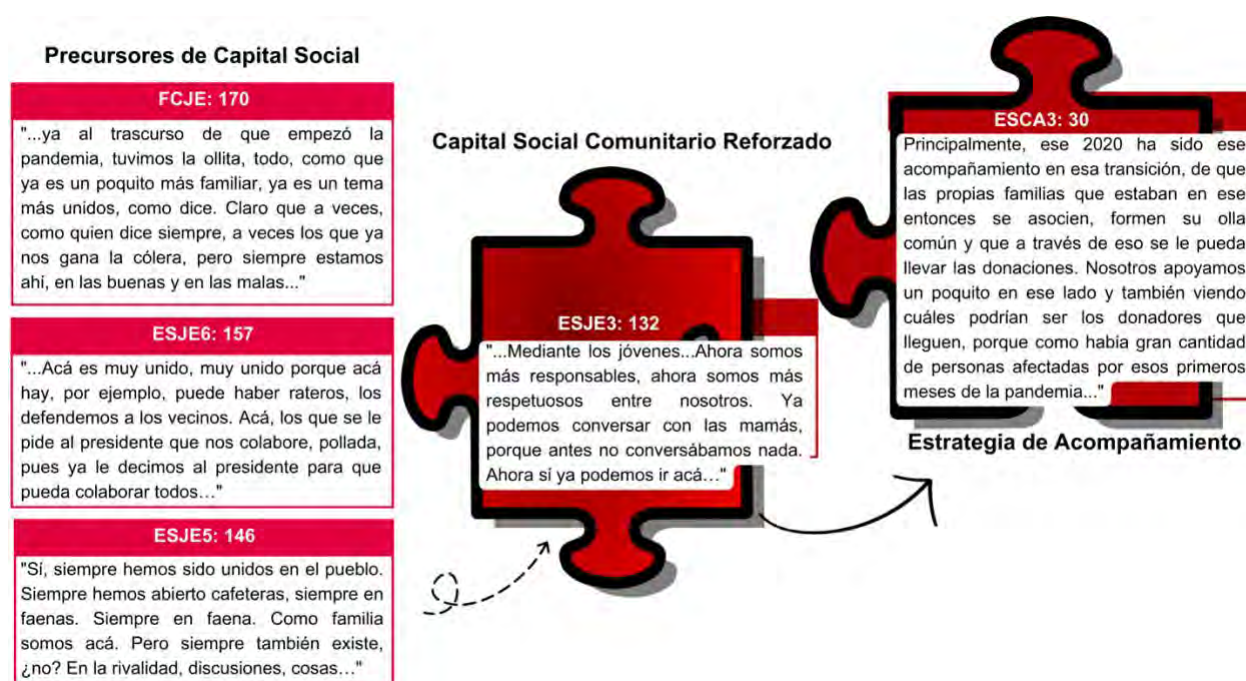 Precursores de Capital Social
FCJE: 170
"...ya al trascurso de que empezó la
pandemia, tuvimos la ollita, todo, como que
ya es un poquito más familiar, ya es un tema
más unidos, como dice. Claro que a veces,
como quien dice siempre, a veces los que ya
nos gana la cólera, pero siempre estamos
ahí, en las buenas y en las malas..."
ESJE6: 157
"...Acá es muy unido, muy unido porque acá
hay, por ejemplo, puede haber rateros, los
defendemos a los vecinos. Acá, los que se le
pide al presidente que nos colabore, pollada,
pues ya le decimos al presidente para que
pueda colaborar todos…"
ESJE5: 146
"Sí, siempre hemos sido unidos en el pueblo.
Siempre hemos abierto cafeteras, siempre en
faenas. Siempre en faena. Como familia
somos acá. Pero siempre también existe,
¿no? En la rivalidad, discusiones, cosas…"
Capital Social Comunitario Reforzado
ESJE3: 132
"...Mediante los jóvenes...Ahora somos
más responsables, ahora somos más
respetuosos entre nosotros. Ya
podemos conversar con las mamás,
porque antes no conversábamos nada.
Ahora sí ya podemos ir acá…"
ESCA3: 30
Principalmente, ese 2020 ha sido ese
acompañamiento en esa transición, de que
las propias familias que estaban en ese
entonces se asocien, formen su olla
común y que a través de eso se le pueda
llevar las donaciones. Nosotros apoyamos
un poquito en ese lado y también viendo
cuáles podrían ser los donadores que
lleguen, porque como había gran cantidad
de personas afectadas por esos primeros
meses de la pandemia..."
Estrategia de Acompañamiento